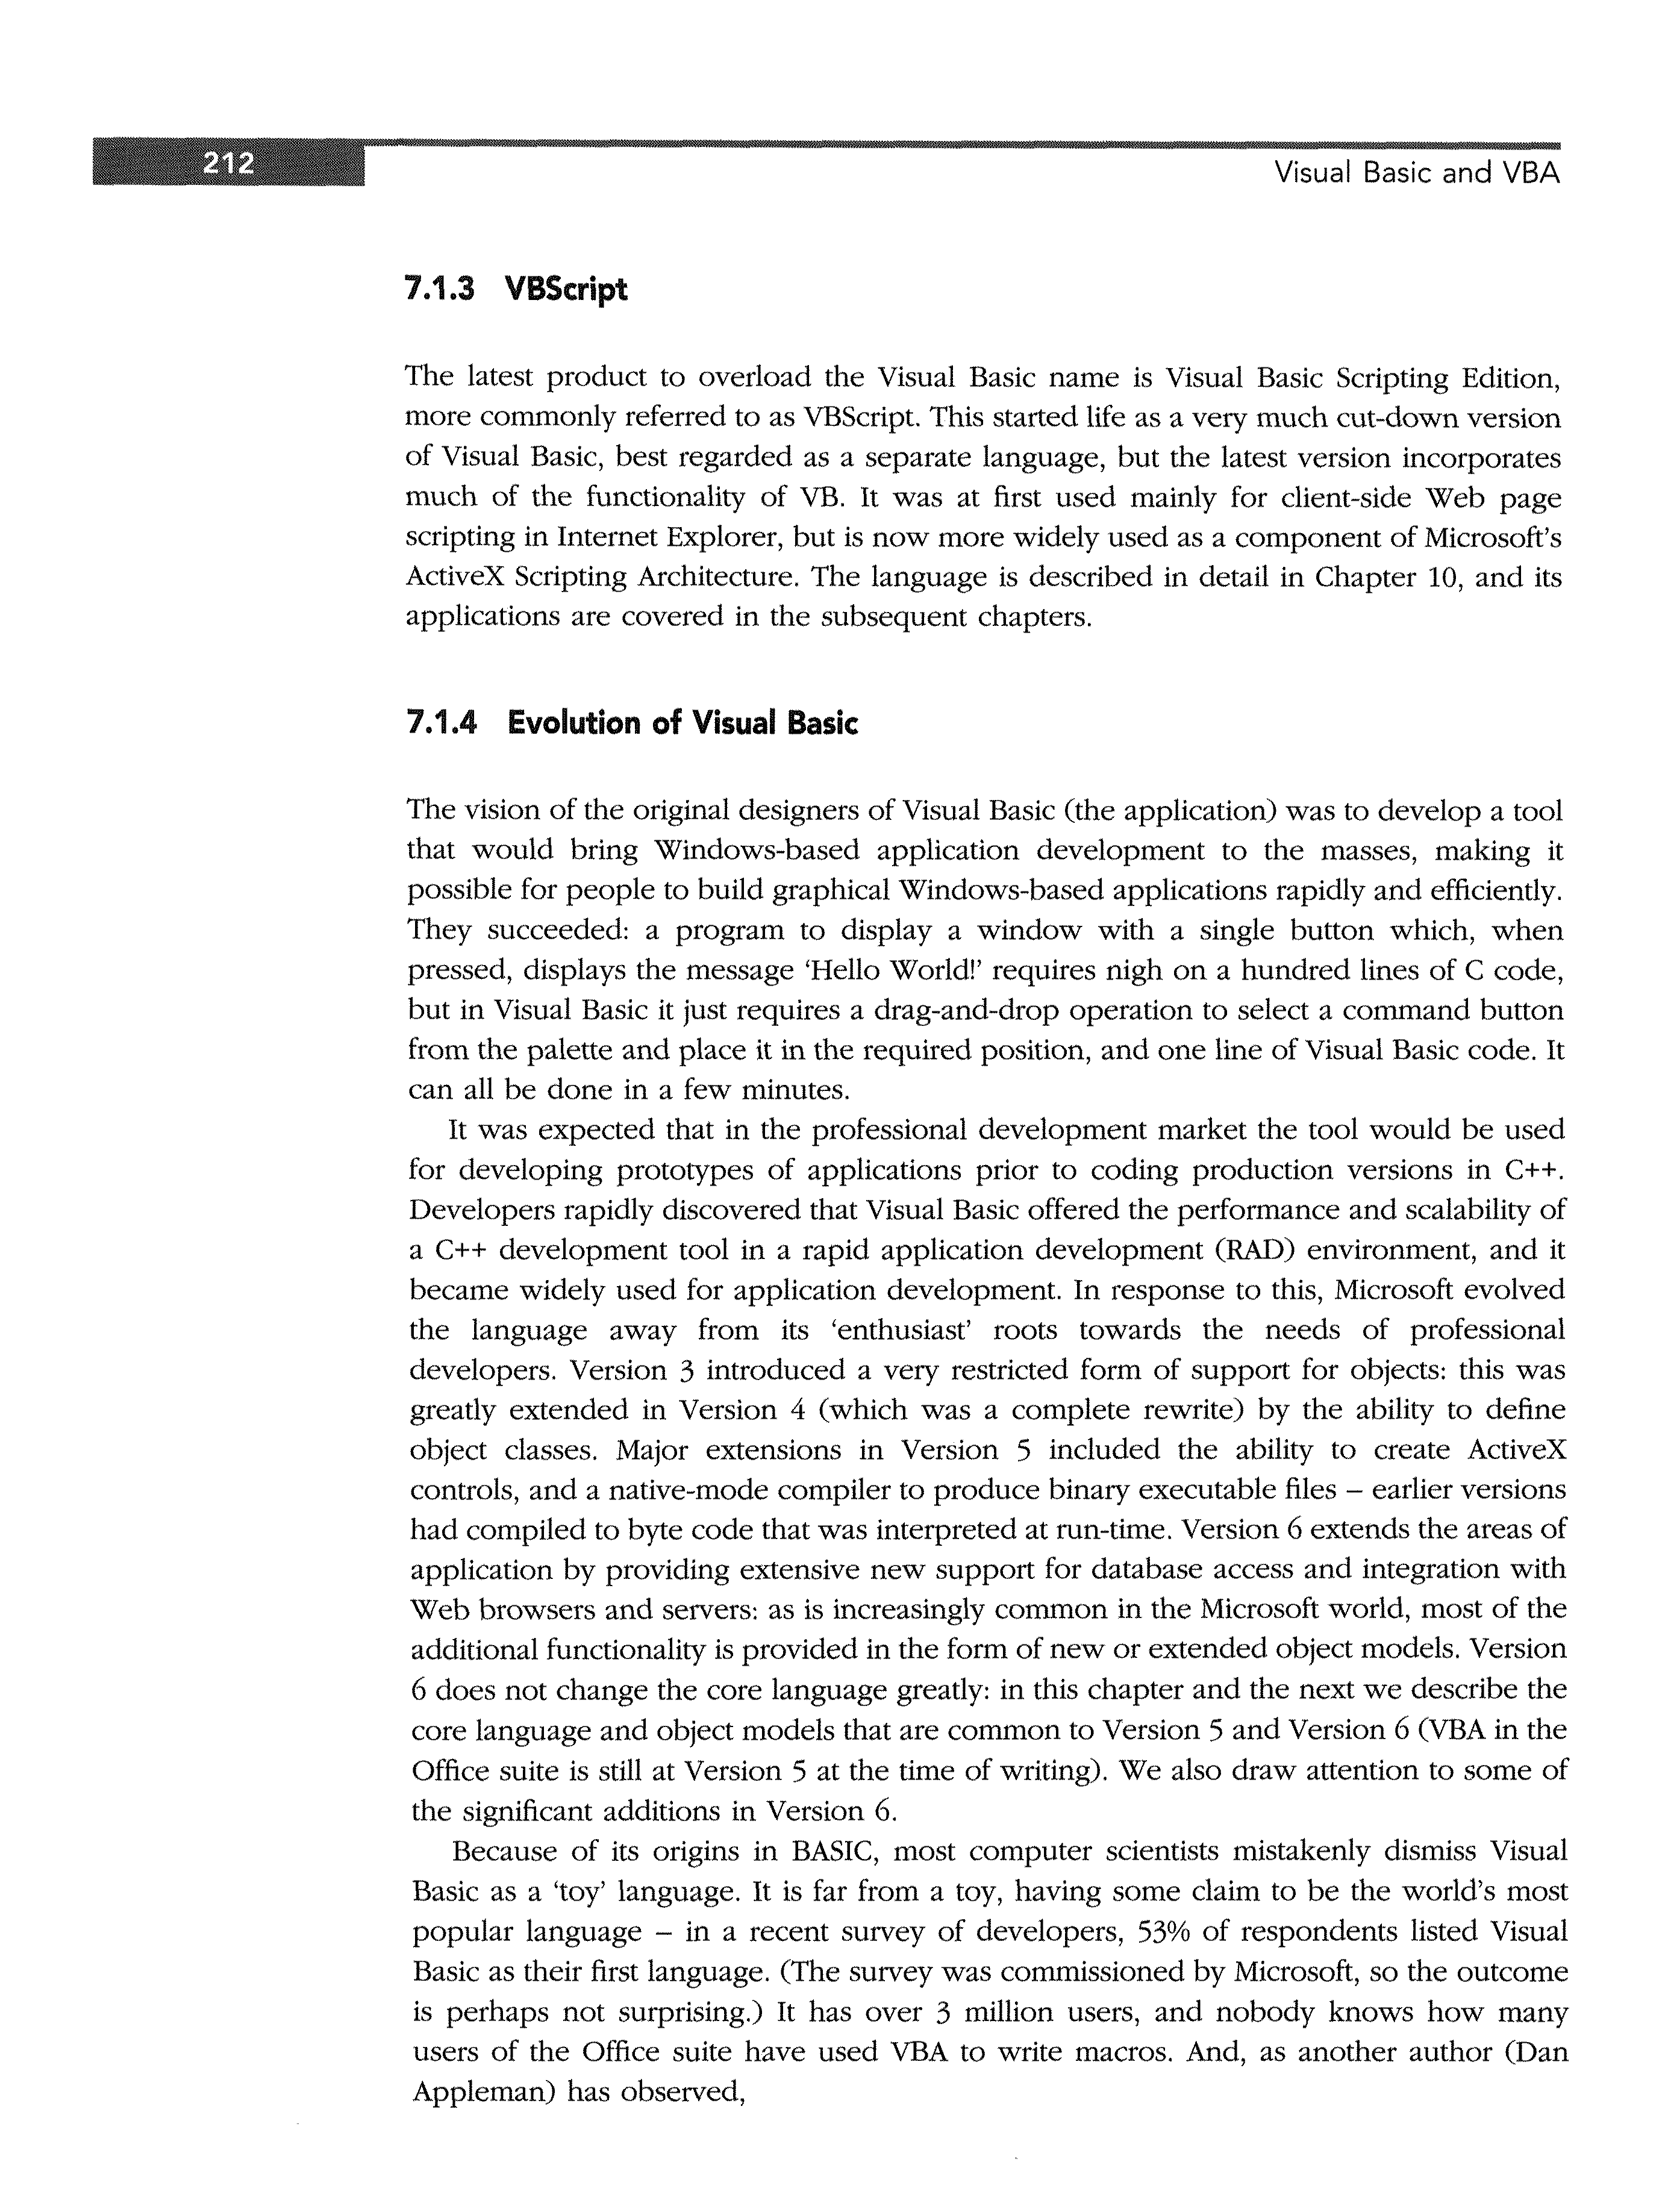 212
Visual Basic and VBA
7.1.3 VBScript
The latest product to overload the Visual Basic name is Visual Basic Scripting Edition,
more commonly referred to as VBScript. This started life as a very much cut-down version
of Visual Basic, best regarded as a separate language, but the latest version incorporates
much of the functionality of VB. It was at first used mainly for client-side Web page
scripting in Internet Explorer, but is now more widely used as a component of Microsoft's
ActiveX Scripting Architecture. The language is described in detail in Chapter 10, and its
applications are covered in the subsequent chapters.
7.1.4 Evolution of Visual Basic
The vision of the original designers of Visual Basic (the application) was to develop a tool
that would bring Windows-based application development to the masses, making it
possible for people to build graphical Windows-based applications rapidly and efficiently.
They succeeded: a program to display a window with a single button which, when
pressed, displays the message ‘Hello World!’ requires nigh on a hundred lines of C code,
but in Visual Basic it just requires a drag-and-drop operation to select a command button
from the palette and place it in the required position, and one line of Visual Basic code. It
can all be done in a few minutes.
It was expected that in the professional development market the tool would be used
for developing prototypes of applications prior to coding production versions in C++.
Developers rapidly discovered that Visual Basic offered the performance and scalability of
a C++ development tool in a rapid application development (RAD) environment, and it
became widely used for application development. In response to this, Microsoft evolved
the language away from its ‘enthusiast’ roots towards the needs of professional
developers. Version 3 introduced a very restricted form of support for objects: this was
greatly extended in Version 4 (which was a complete rewrite) by the ability to define
object classes. Major extensions in Version 5 included the ability to create ActiveX
controls, and a native-mode compiler to produce binary executable files – earlier versions
had compiled to byte code that was interpreted at run-time. Version 6 extends the areas of
application by providing extensive new support for database access and integration with
Web browsers and servers: as is increasingly common in the Microsoft world, most of the
additional functionality is provided in the form of new or extended object models. Version
6 does not change the core language greatly: in this chapter and the next we describe the
core language and object models that are common to Version 5 and Version 6 (VBA in the
Office suite is still at Version 5 at the time of writing). We also draw attention to some of
the significant additions in Version 6.
Because of its origins in BASIC, most computer scientists mistakenly dismiss Visual
Basic as a ‘toy’ language. It is far from a toy, having some claim to be the world's most
popular language – in a recent survey of developers, 53% of respondents listed Visual
Basic as their first language. (The survey was commissioned by Microsoft, so the outcome
is perhaps not surprising.) It has over 3 million users, and nobody knows how many
users of the Office suite have used VBA to write macros. And, as another author (Dan
Appleman) has observed,